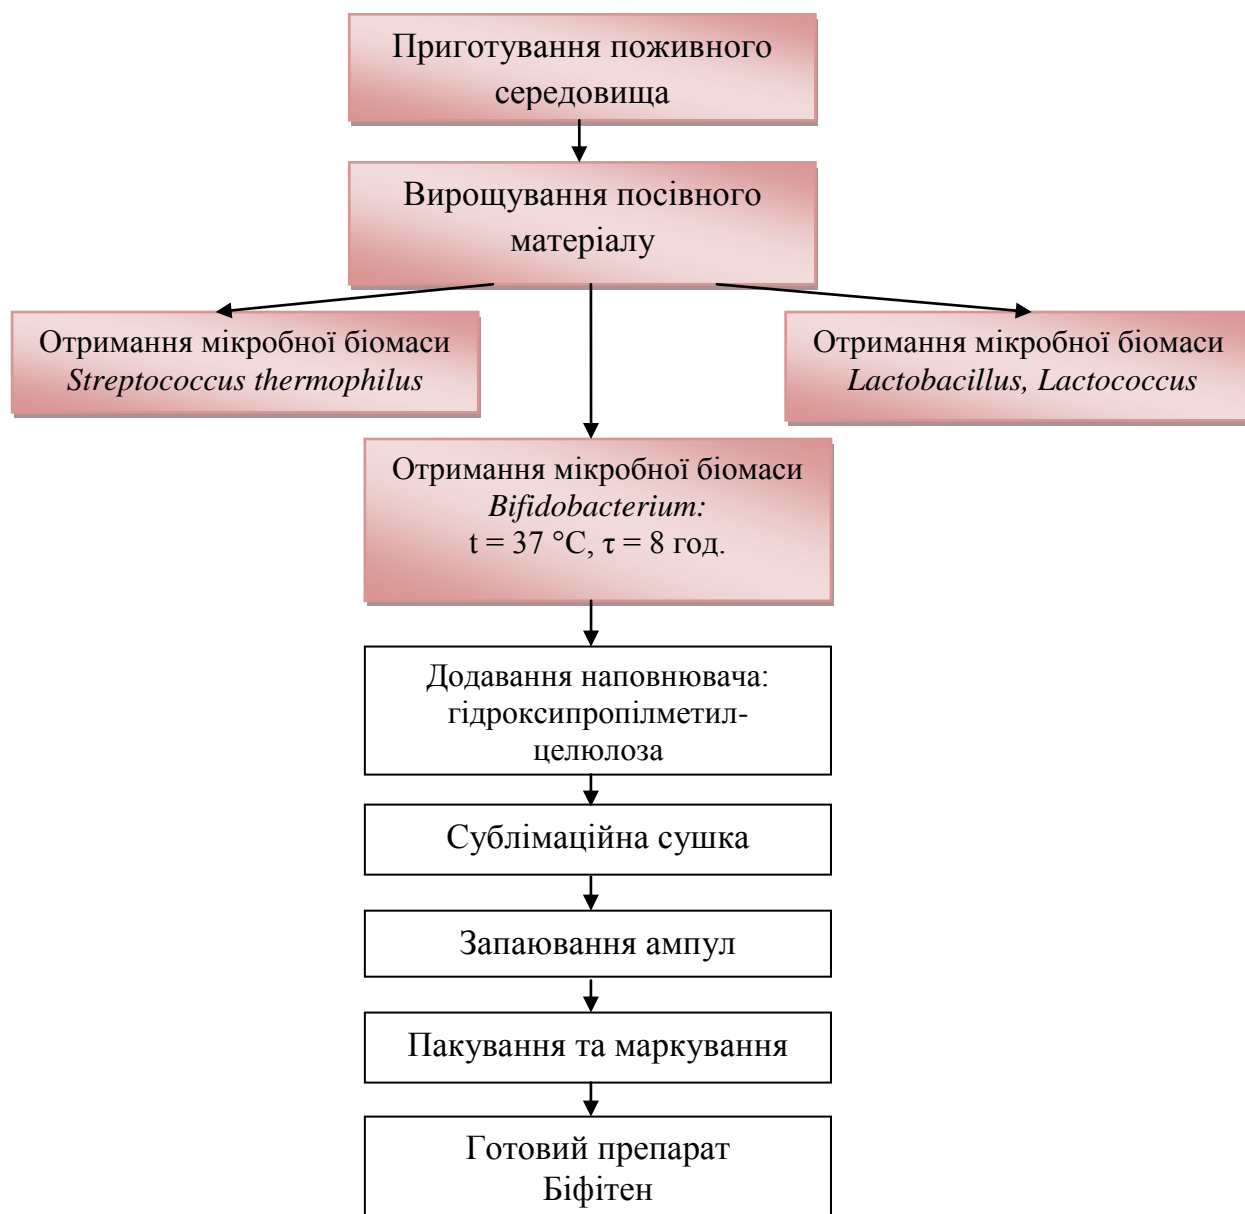 Приготування поживного
середовища
Вирощування посівного
матеріалу
Отримання мікробної біомаси
Streptococcus thermophilus
Отримання мікробної біомаси
Lactobacillus, Lactococcus
Отримання мікробної біомаси
Bifidobacterium:
t = 37 °C, τ = 8 год.
Додавання наповнювача:
гідроксипропілметил-
целюлоза
Сублімаційна сушка
Запаювання ампул
Пакування та маркування
Готовий препарат
Біфітен